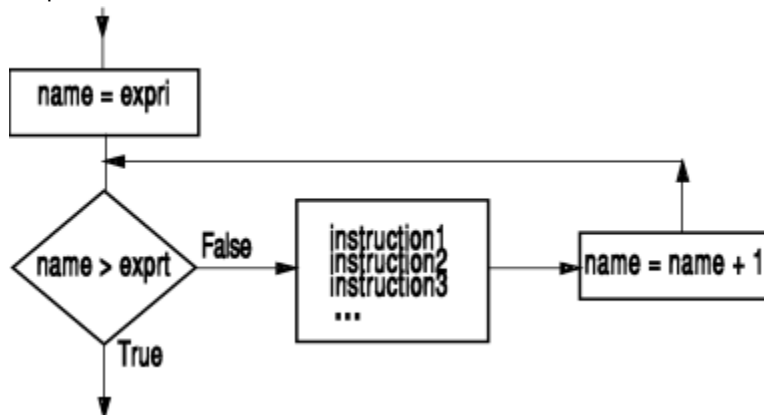 name = expri
name > exprt
False
instruction1
instruction2
instruction3
...
name = name + 1
True